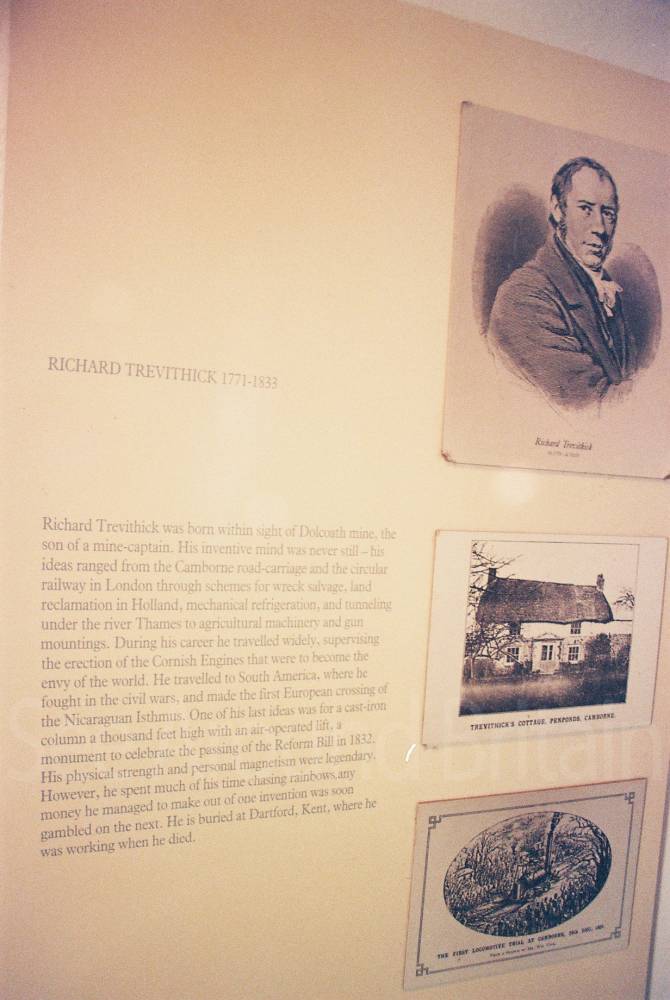 RICHARD TREVITHICK 1771-1833
Richard Trevithick was born within sight of Dolcoath mine, the
son of a mine-captain. His inventive mind was never still – his
ideas ranged from the Camborne road-carriage and the circular
railway in London through schemes for wreck salvage, land
reclamation in Holland, mechanical refrigeration, and tunneling
under the river Thames to agricultural machinery and gun
mountings. During his career he travelled widely, supervising
the erection of the Cornish Engines that were to become the
envy of the world. He travelled to South America, where he
fought in the civil wars, and made the first European crossing of
the Nicaraguan Isthmus. One of his last ideas was for a cast-iron
column a thousand feet high with an air-operated lift, a
monument to celebrate the passing of the Reform Bill in 1832.
His physical strength and personal magnetism were legendary.
However, he spent much of his time chasing rainbows,any
money he managed to make out of one invention was soon
gambled on the next. He is buried at Dartford, Kent, where he
was working when he died.
Richard Trevithick
TREVITHICK'S COTTAGE, PENPONDS, CAMBORNE.
THE FIRST LOCOMOTIVE TRIAL AT CAMBORNE, DEC.